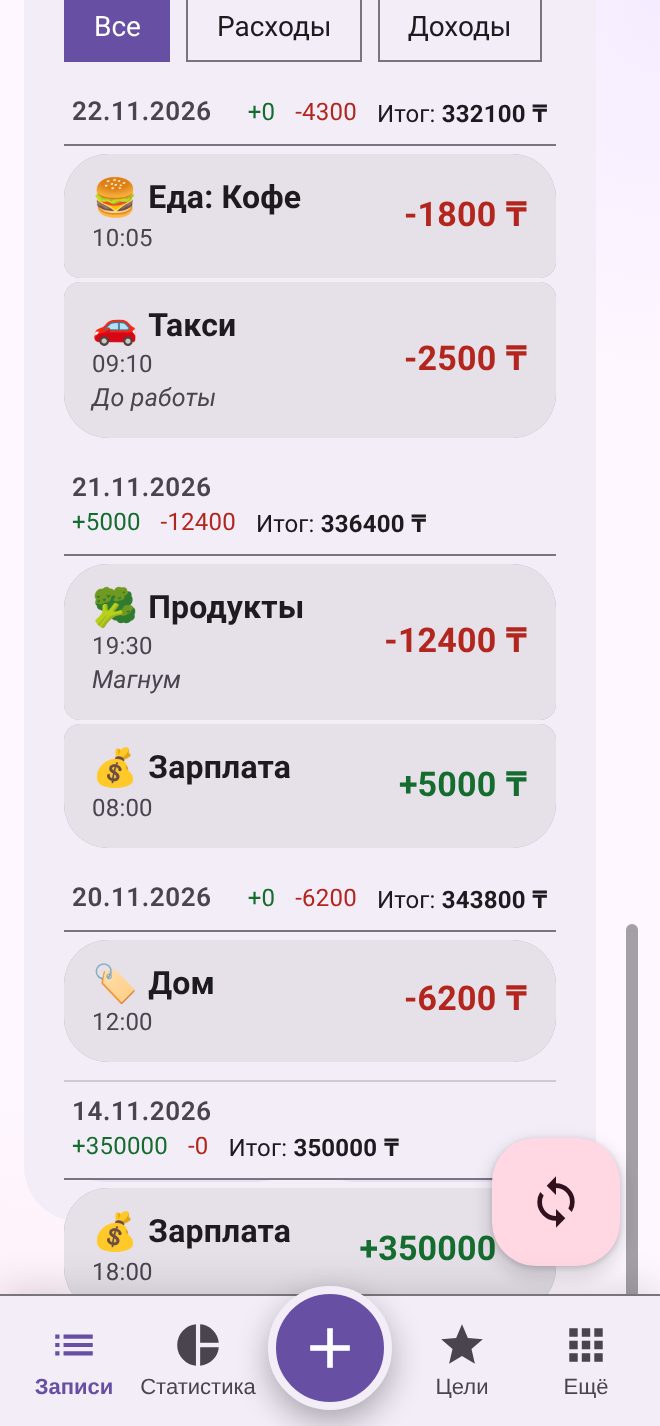 Все Расходы Доходы
22.11.2026 +0 -4300 Итог: 332100 ₸
Еда: Кофе
10:05
-1800 ₸
Такси
09:10
До работы
-2500 ₸
21.11.2026
+5000 -12400 Итог: 336400 ₸
Продукты
19:30
Магнум
-12400 ₸
Зарплата
08:00
+5000 ₸
20.11.2026 +0 -6200 Итог: 343800 ₸
Дом
12:00
-6200 ₸
14.11.2026
+350000 -0 Итог: 350000 ₸
Зарплата
18:00
+350000
Записи Статистика Цели Ещё